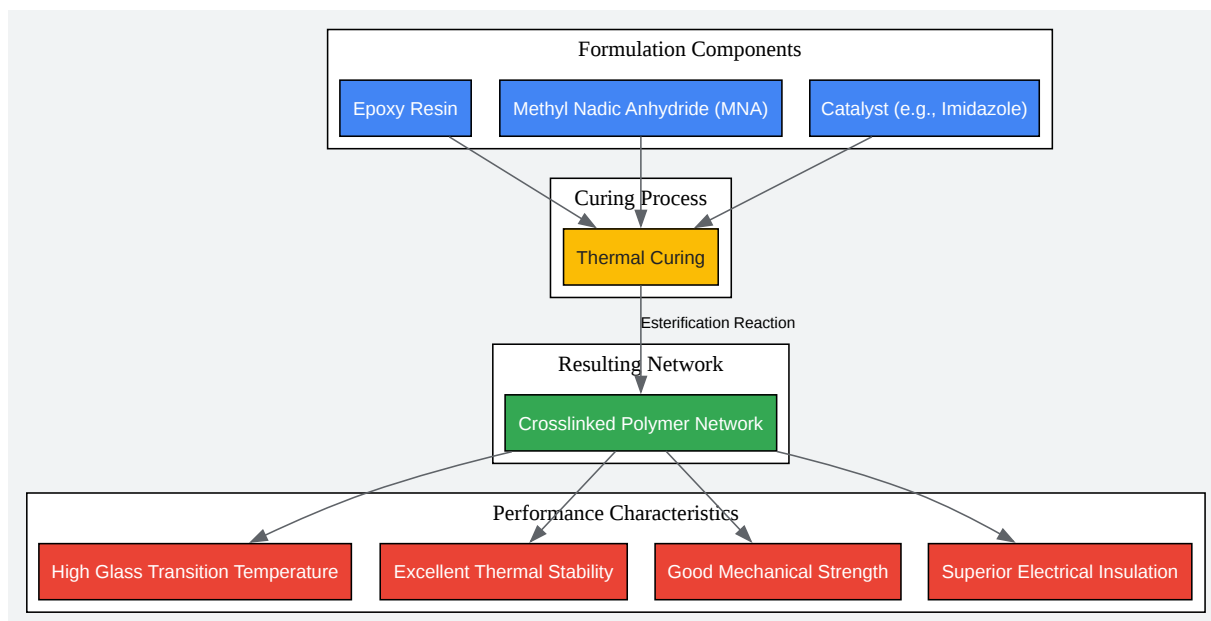 Formulation Components
Epoxy Resin
Methyl Nadic Anhydride (MNA)
Catalyst (e.g., Imidazole)
Curing Process
Thermal Curing
Esterification Reaction
Resulting Network
Crosslinked Polymer Network
Performance Characteristics
High Glass Transition Temperature
Excellent Thermal Stability
Good Mechanical Strength
Superior Electrical Insulation